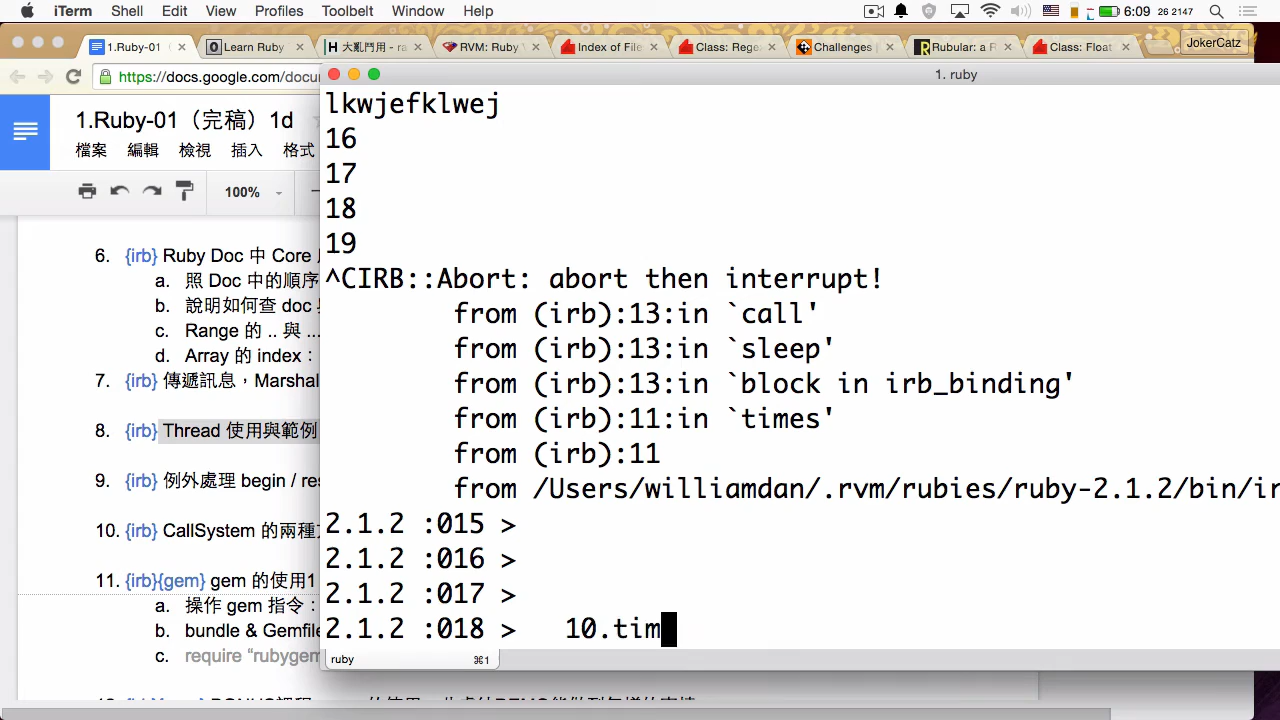 iTerm Shell Edit View Profiles Toolbelt Window Help 6:09 26 2147
1.Ruby-01 Learn Ruby 大亂鬥用 - ra RVM: Ruby Index of File Class: Rege Challenges Rubular: a R Class: Float JokerGatz
https://docs.google.com/docu
1. ruby
1.Ruby-01（完稿）1d
檔案 編輯 檢視 插入 格式
100%
6. {irb} Ruby Doc 中 Core
a. 照 Doc 中的順序
b. 說明如何查 doc
c. Range 的 .. 與 ...
d. Array 的 index：
7. {irb} 傳遞訊息，Marshal
8. {irb} Thread 使用與範例
9. {irb} 例外處理 begin / res
10. {irb} CallSystem 的兩種
11. {irb}{gem} gem 的使用1
a. 操作 gem 指令：
b. bundle & Gemfile
c. require “rubygem
lkwjefklwej
16
17
18
19
^CIRB::Abort: abort then interrupt!
from (irb):13:in `call'
from (irb):13:in `sleep'
from (irb):13:in `block in irb_binding'
from (irb):11:in `times'
from (irb):11
from /Users/williamdan/.rvm/rubies/ruby-2.1.2/bin/ir
2.1.2 :015 >
2.1.2 :016 >
2.1.2 :017 >
2.1.2 :018 > 10.tim
ruby ⌘1